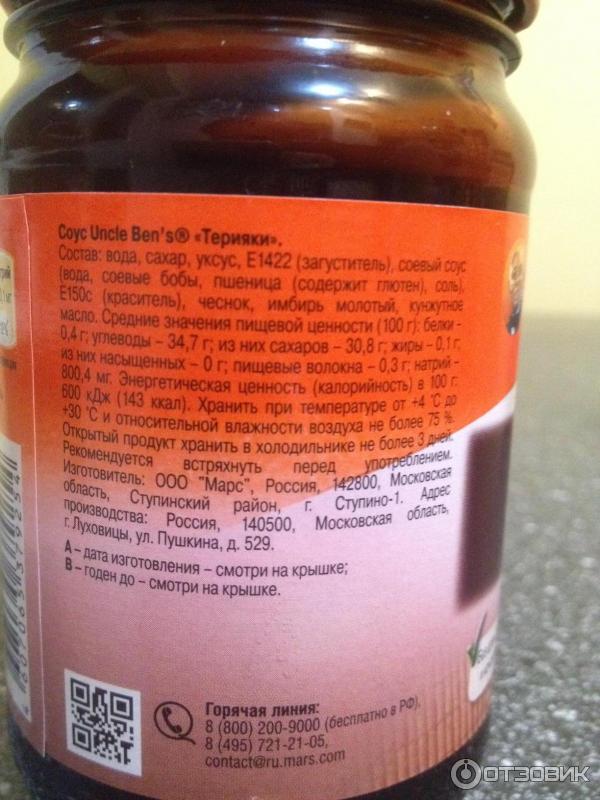 Соус Uncle Ben's® «Терияки».
Состав: вода, сахар, уксус, Е1422 (загуститель), соевый соус
(вода, соевые бобы, пшеница (содержит глютен), соль),
Е150с (краситель), чеснок, имбирь молотый, кунжутное
масло. Средние значения пищевой ценности (100 г): белки -
0,4 г; углеводы – 34,7 г; из них сахаров – 30,8 г; жиры – 0,1 г;
из них насыщенных – 0 г; пищевые волокна – 0,3 г; натрий -
800,4 мг. Энергетическая ценность (калорийность) в 100 г:
600 кДж (143 ккал). Хранить при температуре от +4 °С до
+30 °С и относительной влажности воздуха не более 75 %.
Открытый продукт хранить в холодильнике не более 3 дней.
Рекомендуется встряхнуть перед употреблением.
Изготовитель: ООО "Марс", Россия, 142800, Московская
область, Ступинский район, г. Ступино-1. Адрес
производства: Россия, 140500, Московская область,
г. Луховицы, ул. Пушкина, д. 529.
А – дата изготовления – смотри на крышке;
В – годен до – смотри на крышке.
Горячая линия:
8 (800) 200-9000 (бесплатно в РФ),
8 (495) 721-21-05,
contact@ru.mars.com
ОТЗОВИК